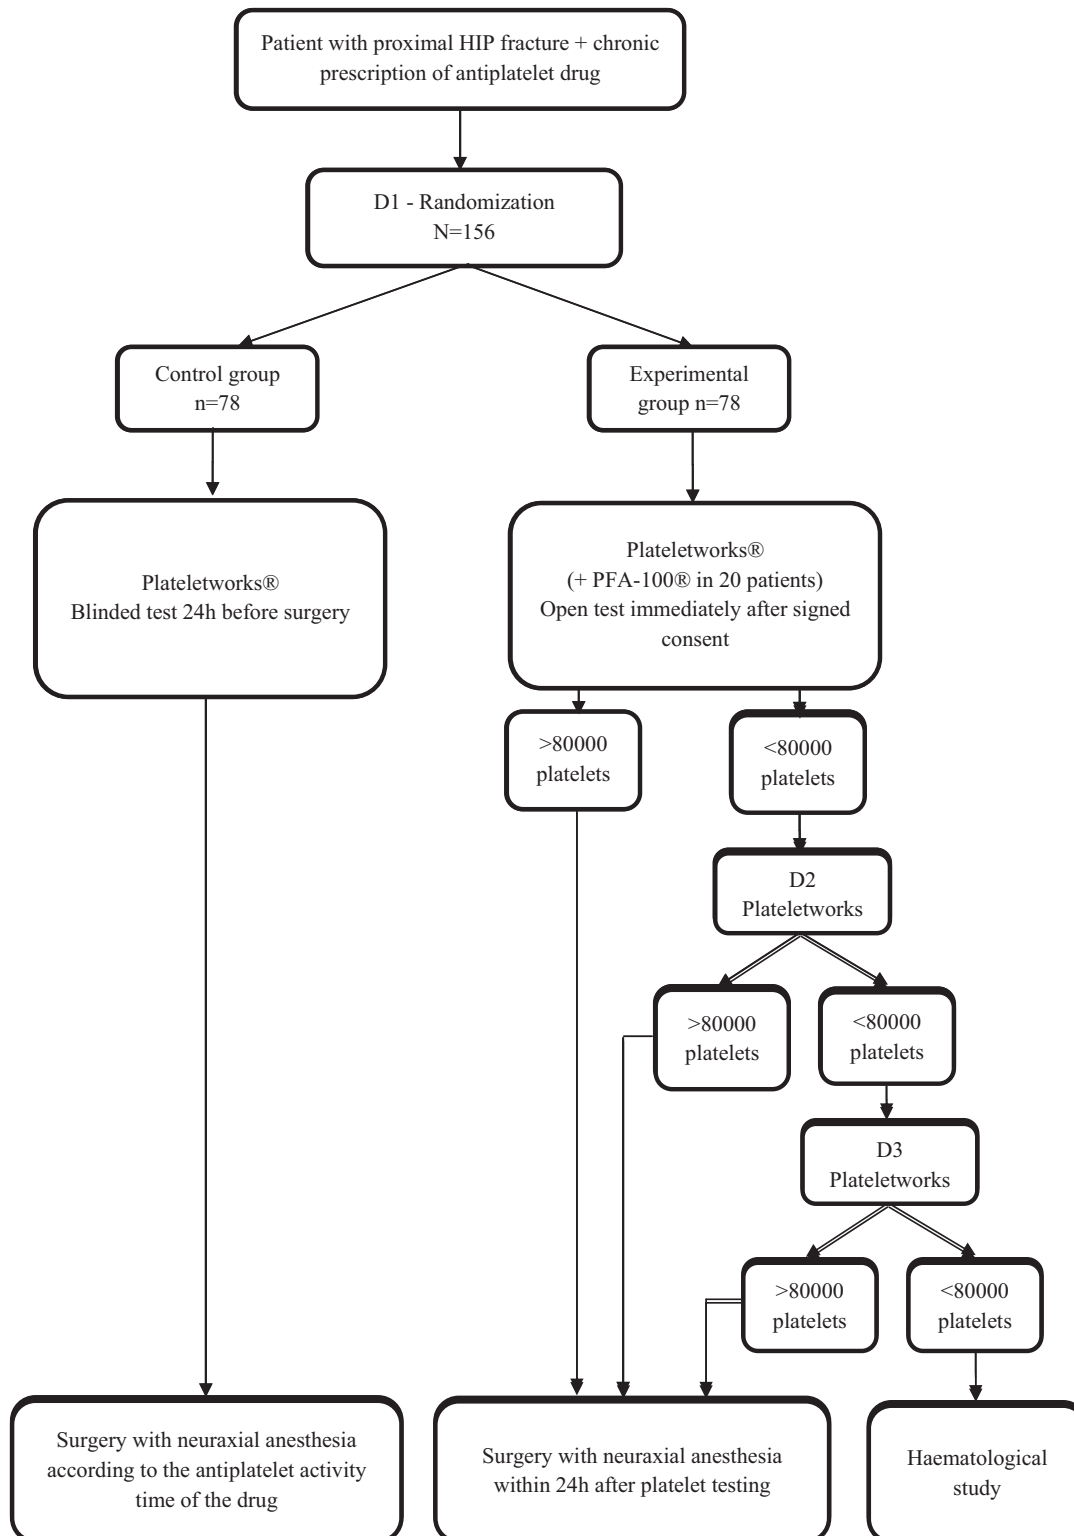 Patient with proximal HIP fracture + chronic
prescription of antiplatelet drug
D1 - Randomization
N=156
Control group
n=78
Experimental
group n=78
Plateletworks®
Blinded test 24h before surgery
Plateletworks®
(+ PFA-100® in 20 patients)
Open test immediately after signed
consent
>80000
platelets
<80000
platelets
D2
Plateletworks
>80000
platelets
<80000
platelets
D3
Plateletworks
>80000
platelets
<80000
platelets
Surgery with neuraxial anesthesia
according to the antiplatelet activity
time of the drug
Surgery with neuraxial anesthesia
within 24h after platelet testing
Haematological
study